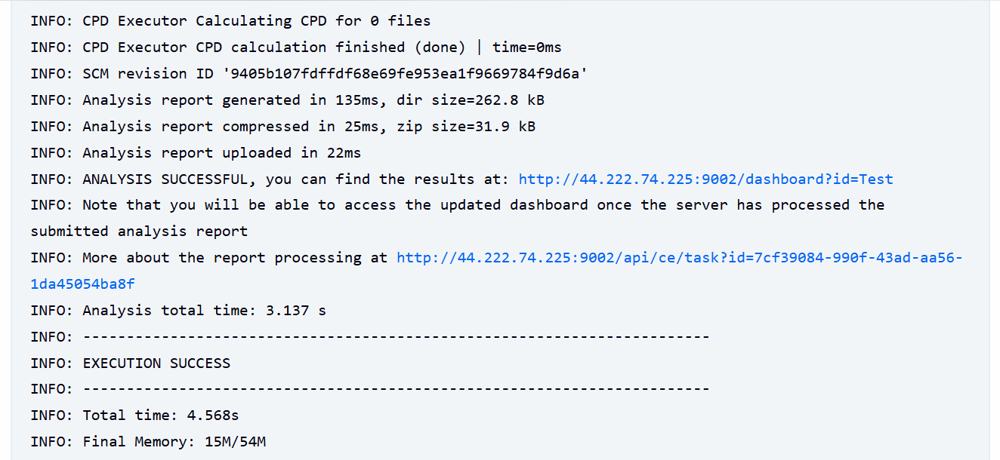 INFO: CPD Executor Calculating CPD for 0 files
INFO: CPD Executor CPD calculation finished (done) | time=0ms
INFO: SCM revision ID '9405b107fdffdf68e69fe953ea1f9669784f9d6a'
INFO: Analysis report generated in 135ms, dir size=262.8 kB
INFO: Analysis report compressed in 25ms, zip size=31.9 kB
INFO: Analysis report uploaded in 22ms
INFO: ANALYSIS SUCCESSFUL, you can find the results at: http://44.222.74.225:9002/dashboard?id=Test
INFO: Note that you will be able to access the updated dashboard once the server has processed the
submitted analysis report
INFO: More about the report processing at http://44.222.74.225:9002/api/ce/task?id=7cf39084-990f-43ad-aa56-
1da45054ba8f
INFO: Analysis total time: 3.137 s
INFO: ------------------------------------------------------------------------
INFO: EXECUTION SUCCESS
INFO: ------------------------------------------------------------------------
INFO: Total time: 4.568s
INFO: Final Memory: 15M/54M